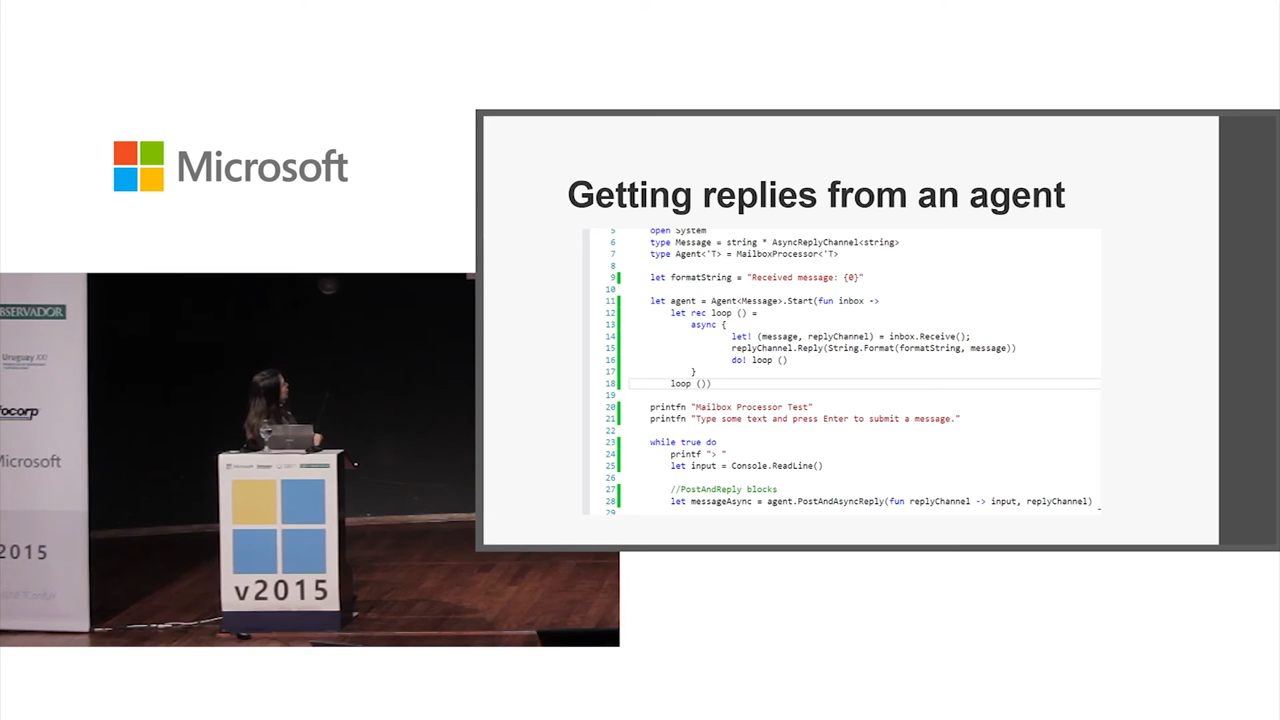 Microsoft
Getting replies from an agent
5 open System
6 type Message = string * AsyncReplyChannel<string>
7 type Agent<'T> = MailboxProcessor<'T>
8
9 let formatString = "Received message: {0}"
10
11 let agent = Agent<Message>.Start(fun inbox ->
12 let rec loop () =
13 async {
14 let! (message, replyChannel) = inbox.Receive();
15 replyChannel.Reply(String.Format(formatString, message))
16 do! loop ()
17 }
18 loop ())
19
20 printfn "Mailbox Processor Test"
21 printfn "Type some text and press Enter to submit a message."
22
23 while true do
24 printf "> "
25 let input = Console.ReadLine()
26
27 //PostAndReply blocks
28 let messageAsync = agent.PostAndAsyncReply(fun replyChannel -> input, replyChannel)
29
BSERVADOR
Uruguay XXI
focorp
Microsoft
2015
v2015